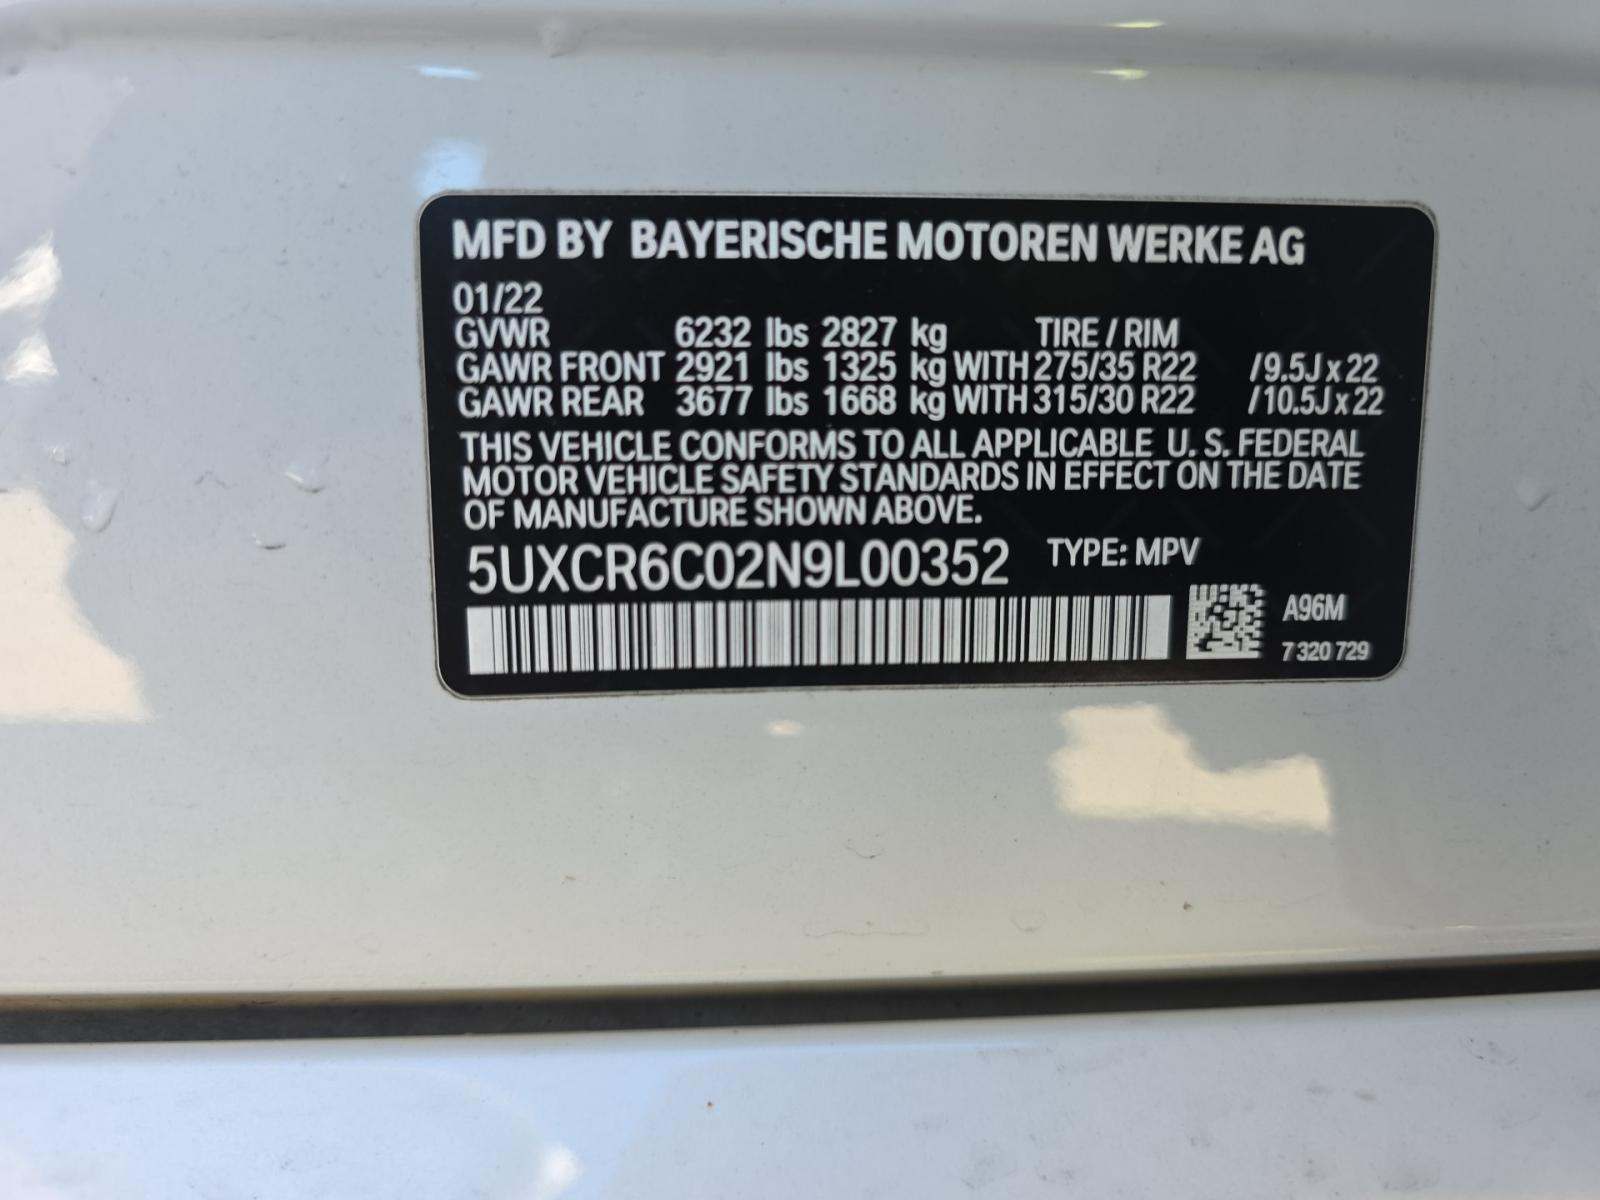 MFD BY BAYERISCHE MOTOREN WERKE AG
01/22
GVWR 6232 lbs 2827 kg TIRE / RIM
GAWR FRONT 2921 lbs 1325 kg WITH 275/35 R22 /9.5J x 22
GAWR REAR 3677 lbs 1668 kg WITH 315/30 R22 /10.5J x 22
THIS VEHICLE CONFORMS TO ALL APPLICABLE U. S. FEDERAL
MOTOR VEHICLE SAFETY STANDARDS IN EFFECT ON THE DATE
OF MANUFACTURE SHOWN ABOVE.
5UXCR6C02N9L00352 TYPE: MPV
A96M
7 320 729